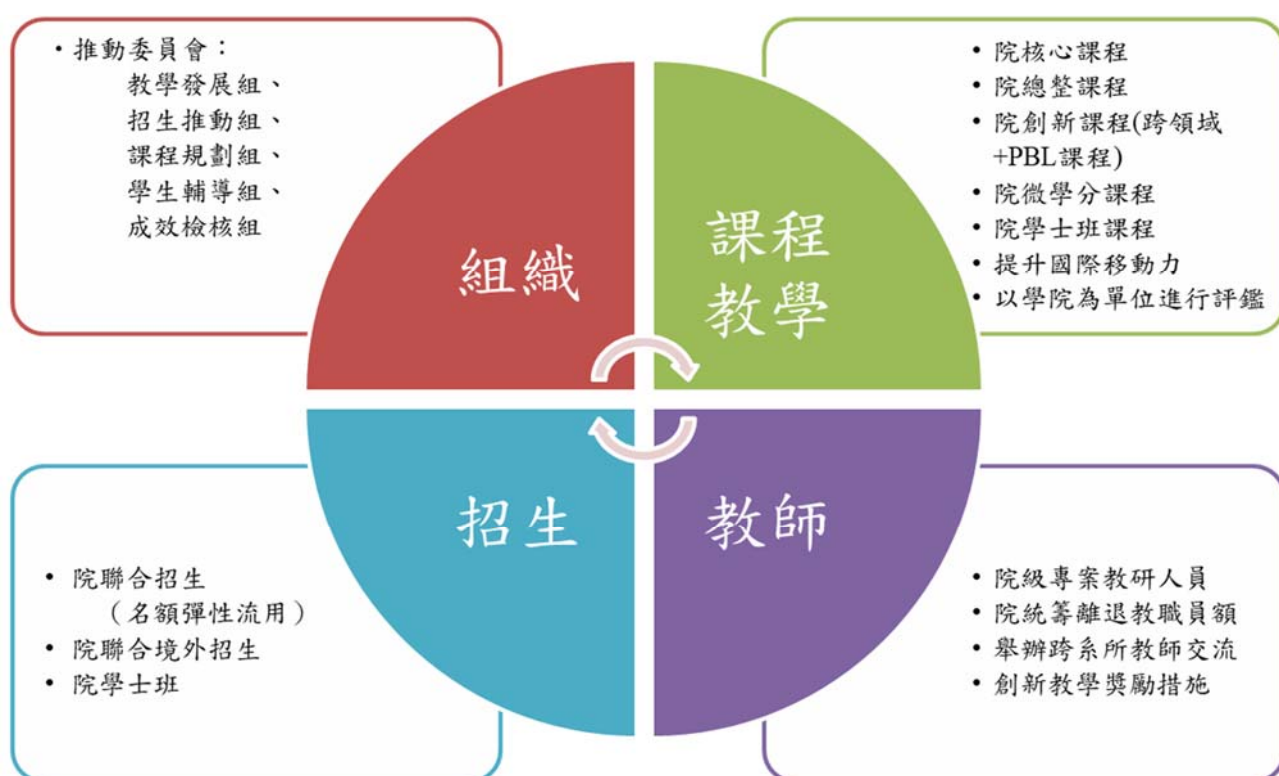 ・推動委員會：
教學發展組、
招生推動組、
課程規劃組、
學生輔導組、
成效檢核組
組織
• 院核心課程
• 院總整課程
• 院創新課程(跨領域
+PBL課程)
• 院微學分課程
• 院學士班課程
• 提升國際移動力
• 以學院為單位進行評鑑
課程
教學
招生
• 院聯合招生
（名額彈性流用）
• 院聯合境外招生
• 院學士班
教師
• 院級專案教研人員
• 院統籌離退教職員額
• 舉辦跨系所教師交流
• 創新教學獎勵措施